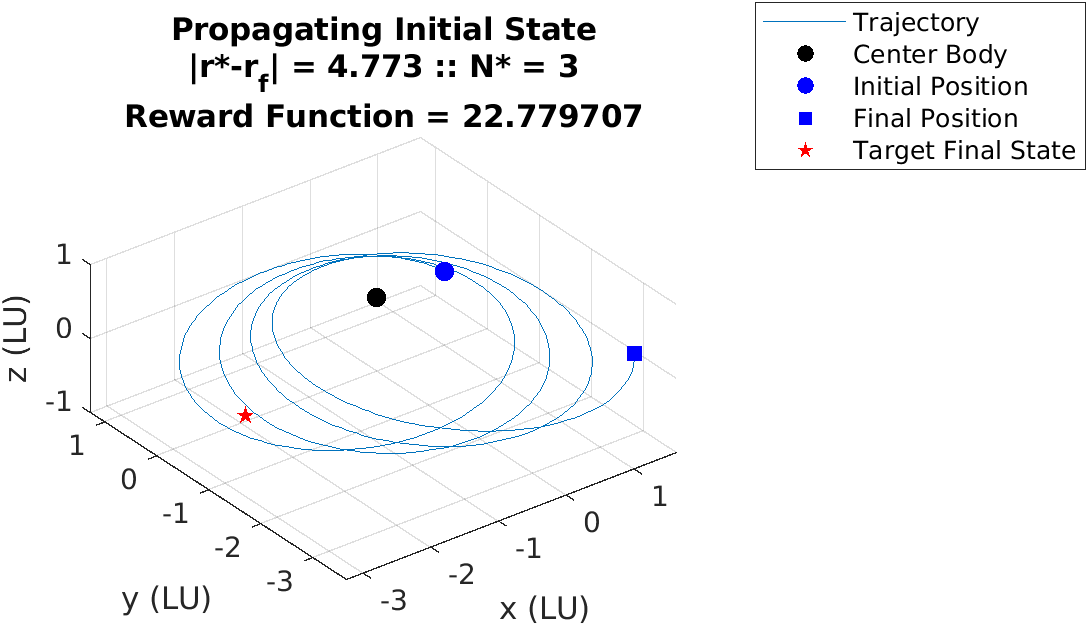 Propagating Initial State
|r*-r_f| = 4.773 :: N* = 3
Reward Function = 22.779707
Trajectory
Center Body
Initial Position
Final Position
Target Final State
1
0
-1
z (LU)
1
0
-1
-2
-3
y (LU)
-3
-2
-1
0
1
x (LU)